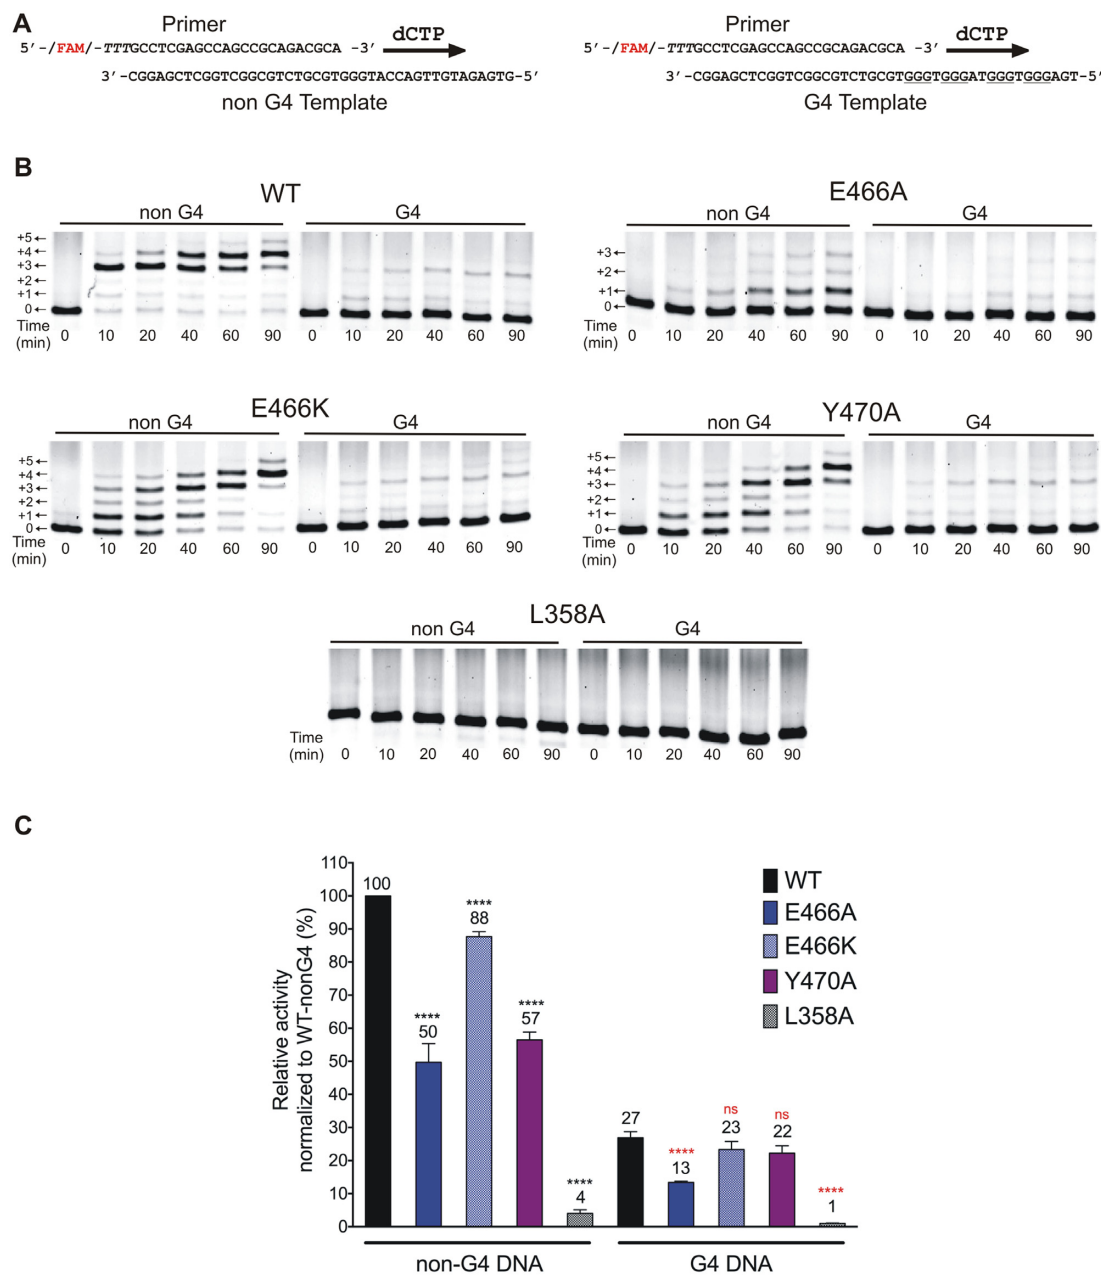 A
Primer
5′-/FAM/-TTTGCCTCGAGCCAGCCGCAGACGCA -3′ dCTP
3′-CGGAGCTCGGTCGGCGTCTGCGTGGGTACCAGTTGTAGAGTG-5′
non G4 Template
Primer
5′-/FAM/-TTTGCCTCGAGCCAGCCGCAGACGCA -3′ dCTP
3′-CGGAGCTCGGTCGGCGTCTGCGTGGGTGGGATGGGTGGGAGT-5′
G4 Template
B
WT
non G4 G4
+5
+4
+3
+2
+1
0
Time (min) 0 10 20 40 60 90 0 10 20 40 60 90
E466A
non G4 G4
+3
+2
+1
0
Time (min) 0 10 20 40 60 90 0 10 20 40 60 90
E466K
non G4 G4
+5
+4
+3
+2
+1
0
Time (min) 0 10 20 40 60 90 0 10 20 40 60 90
Y470A
non G4 G4
+5
+4
+3
+2
+1
0
Time (min) 0 10 20 40 60 90 0 10 20 40 60 90
L358A
non G4 G4
Time (min) 0 10 20 40 60 90 0 10 20 40 60 90
C
Relative activity
normalized to WT-nonG4 (%)
110
100
90
80
70
60
50
40
30
20
10
0
100
****
50
****
88
****
57
****
4
27
****
13
ns
23
ns
22
****
1
WT
E466A
E466K
Y470A
L358A
non-G4 DNA G4 DNA